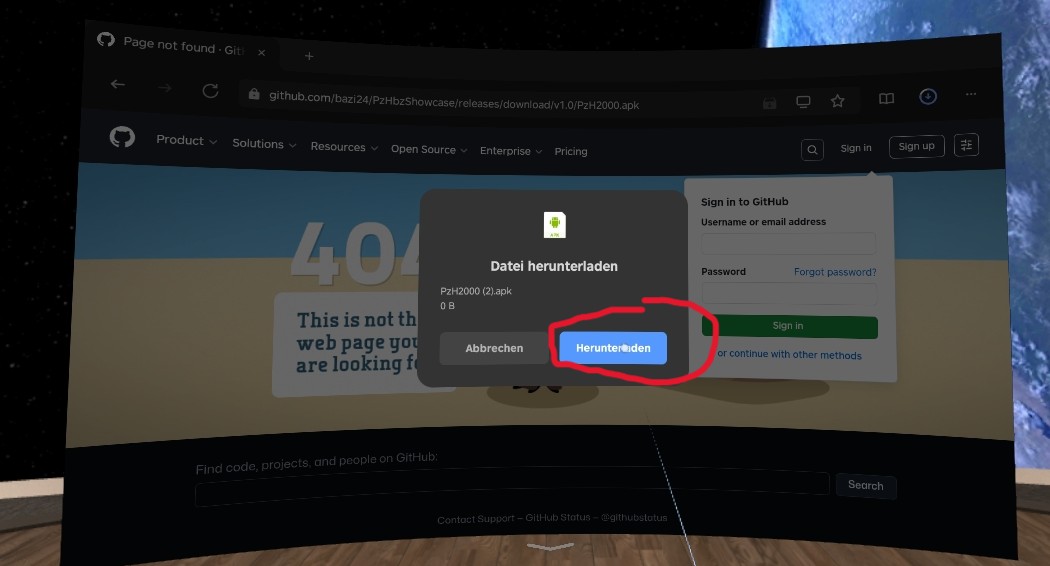 Page not found · Git
github.com/bazi24/PzHbzShowcase/releases/download/v1.0/PzH2000.apk
Product Solutions Resources Open Source Enterprise Pricing Sign in Sign up
Sign in to GitHub
Username or email address
Password Forgot password?
Sign in
or continue with other methods
404
This is not th
web page you
are looking f
APK
Datei herunterladen
PzH2000 (2).apk
0 B
Abbrechen Herunterladen
Find code, projects, and people on GitHub:
Search
Contact Support — GitHub Status — @githubstatus